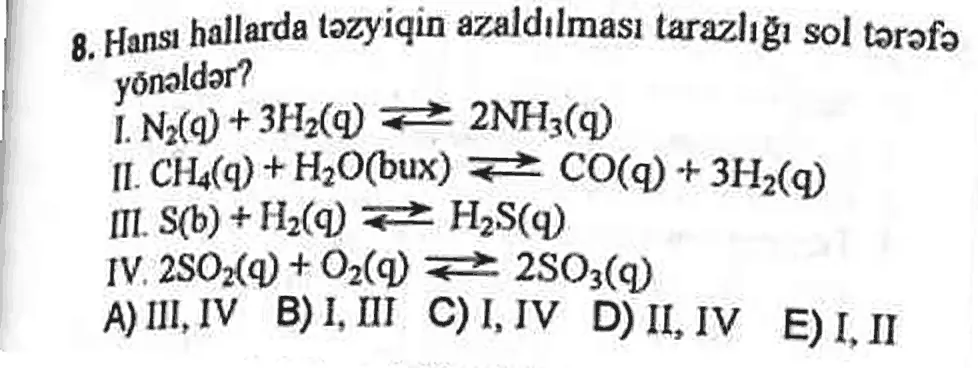 8. Hansı hallarda təzyiqin azaldılması tarazlığı sol tərəfə
yönəldər?
I. N₂(q) + 3H₂(q) ⇄ 2NH₃(q)
II. CH₄(q) + H₂O(bux) ⇄ CO(q) + 3H₂(q)
III. S(b) + H₂(q) ⇄ H₂S(q)
IV. 2SO₂(q) + O₂(q) ⇄ 2SO₃(q)
A) III, IV B) I, III C) I, IV D) II, IV E) I, II